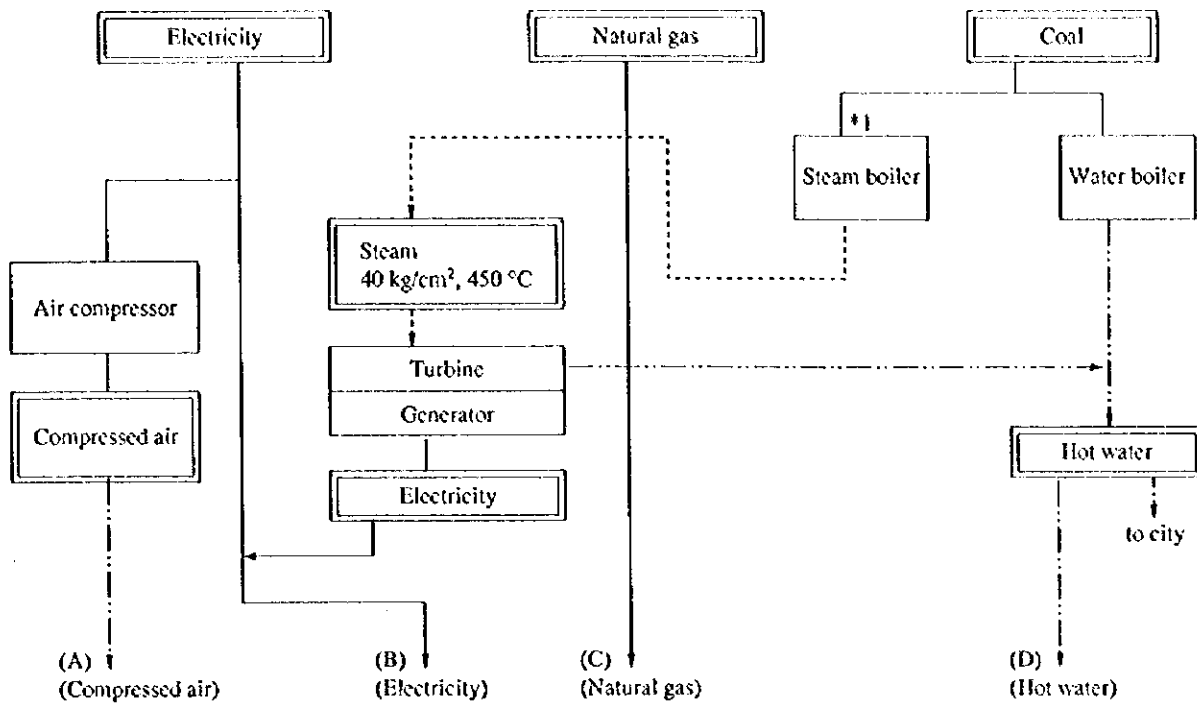 Electricity
Natural gas
Coal
*1
Steam boiler
Water boiler
Steam
40 kg/cm², 450 °C
Air compressor
Turbine
Generator
Compressed air
Hot water
Electricity
to city
(A)
(Compressed air)
(B)
(Electricity)
(C)
(Natural gas)
(D)
(Hot water)